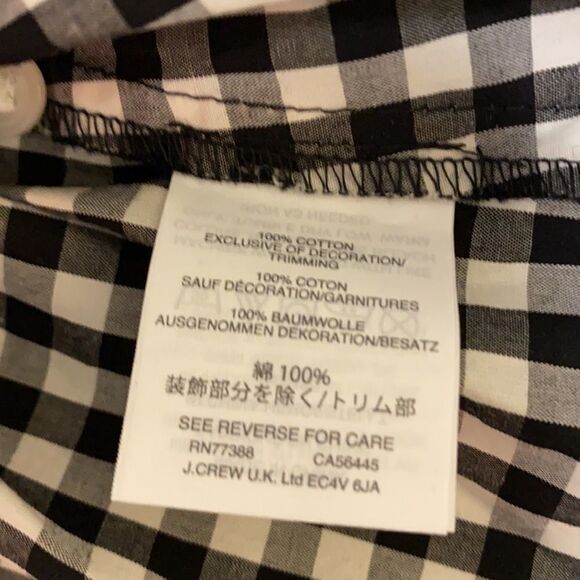 100% COTTON
EXCLUSIVE OF DECORATION/
TRIMMING
100% COTON
SAUF DÉCORATION/GARNITURES
100% BAUMWOLLE
AUSGENOMMEN DEKORATION/BESATZ
綿 100%
装飾部分を除く/トリム部
SEE REVERSE FOR CARE
RN77388 CA56445
J.CREW U.K. Ltd EC4V 6JA